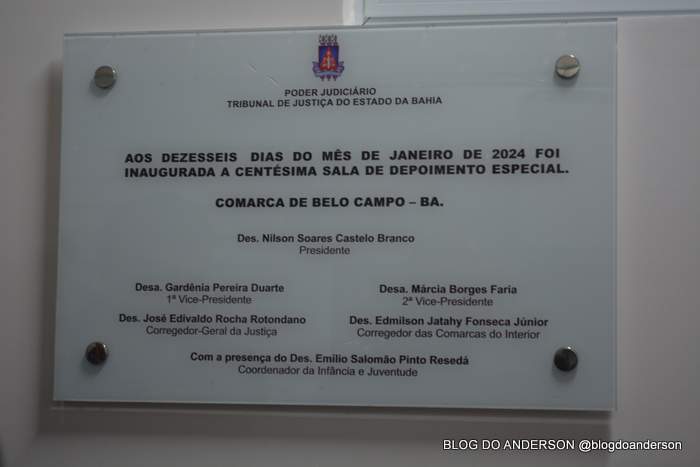 PODER JUDICIÁRIO
TRIBUNAL DE JUSTIÇA DO ESTADO DA BAHIA
AOS DEZESSEIS DIAS DO MÊS DE JANEIRO DE 2024 FOI
INAUGURADA A CENTÉSIMA SALA DE DEPOIMENTO ESPECIAL.
COMARCA DE BELO CAMPO – BA.
Des. Nilson Soares Castelo Branco
Presidente
Desa. Gardênia Pereira Duarte
1ª Vice-Presidente
Desa. Márcia Borges Faria
2ª Vice-Presidente
Des. José Edivaldo Rocha Rotondano
Corregedor-Geral da Justiça
Des. Edmilson Jatahy Fonseca Júnior
Corregedor das Comarcas do Interior
Com a presença do Des. Emílio Salomão Pinto Resedá
Coordenador da Infância e Juventude
BLOG DO ANDERSON @blogdoanderson